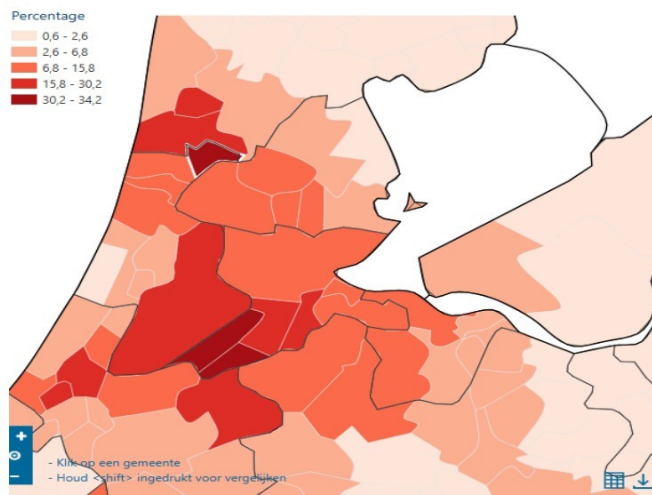 Percentage
0,6 - 2,6
2,6 - 6,8
6,8 - 15,8
15,8 - 30,2
30,2 - 34,2
+
−
- Klik op een gemeente
- Houd <shift> ingedrukt voor vergelijken